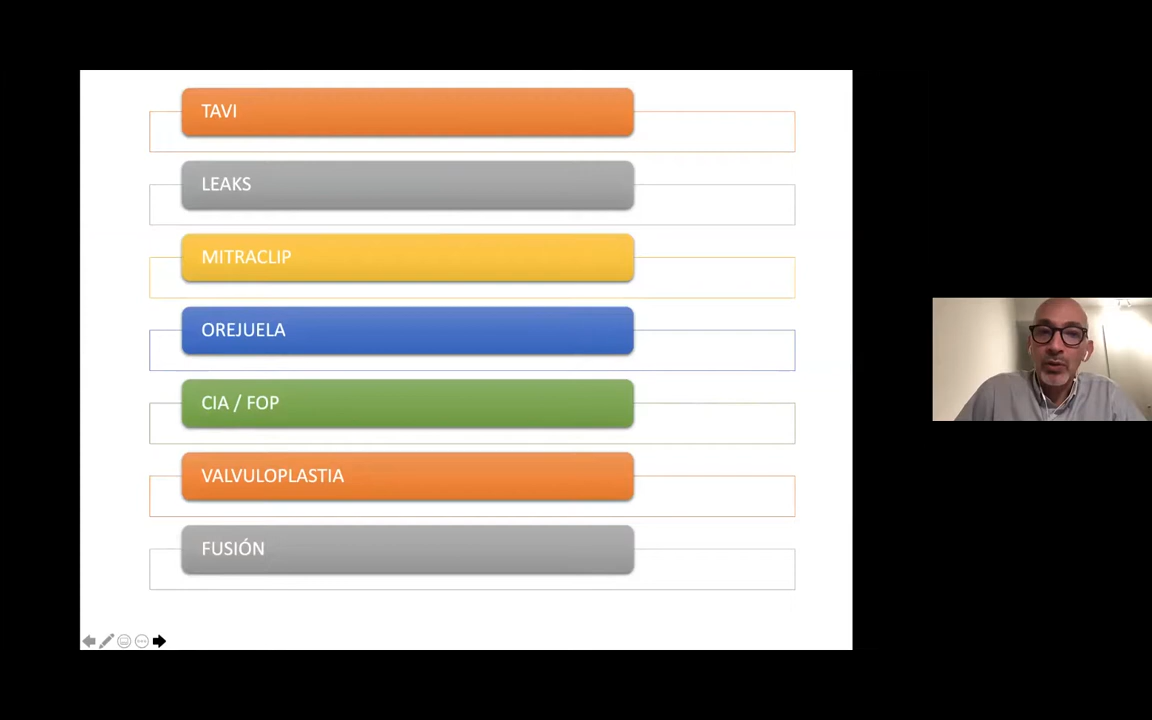 TAVI
LEAKS
MITRACLIP
OREJUELA
CIA / FOP
VALVULOPLASTIA
FUSIÓN